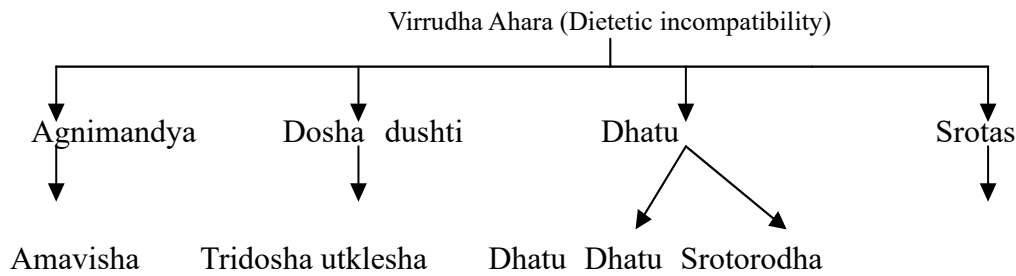 Virrudha Ahara (Dietetic incompatibility)
Agnimandya Dosha dushti Dhatu Srotas
Amavisha Tridosha utklesha Dhatu Dhatu Srotorodha